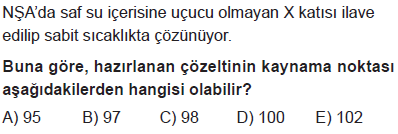 NŞA’da saf su içerisine uçucu olmayan X katısı ilave
edilip sabit sıcaklıkta çözünüyor.
Buna göre, hazırlanan çözeltinin kaynama noktası
aşağıdakilerden hangisi olabilir?
A) 95 B) 97 C) 98 D) 100 E) 102